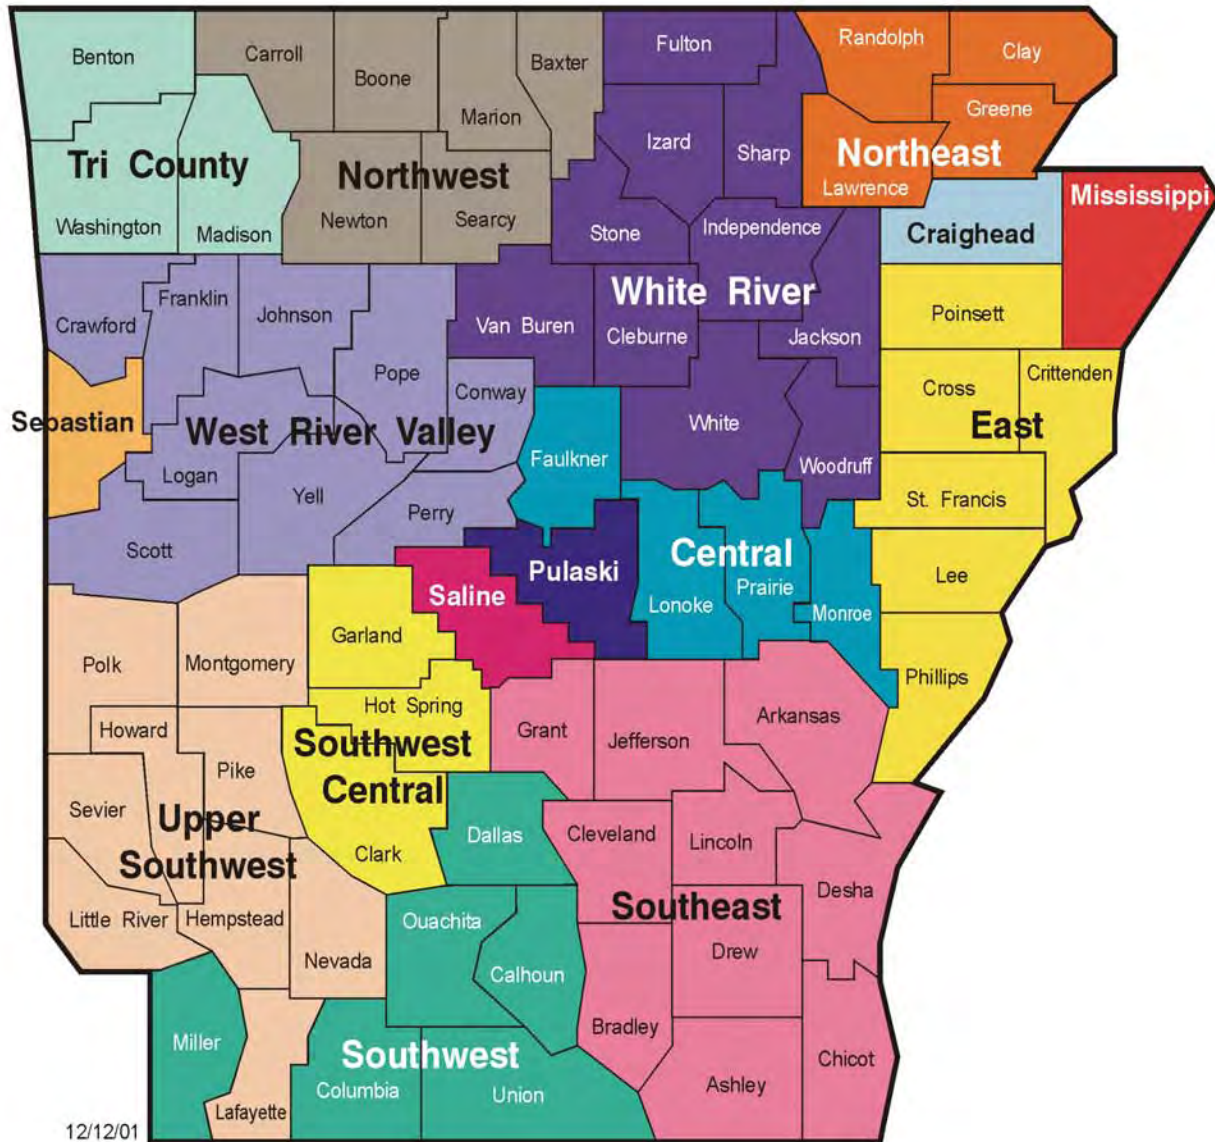 Benton
Carroll
Boone
Baxter
Fulton
Randolph
Clay
Marion
Greene
Izard
Sharp
Tri County
Northwest
Northeast
Lawrence
Mississippi
Washington
Madison
Newton
Searcy
Stone
Independence
Craighead
Crawford
Franklin
Johnson
White River
Poinsett
Van Buren
Cleburne
Jackson
Pope
Conway
Cross
Crittenden
Sebastian
West River Valley
White
East
Logan
Yell
Faulkner
Woodruff
St. Francis
Scott
Perry
Pulaski
Central
Lee
Saline
Lonoke
Prairie
Monroe
Polk
Montgomery
Garland
Phillips
Howard
Hot Spring
Grant
Jefferson
Arkansas
Southwest
Central
Pike
Sevier
Upper
Southwest
Clark
Dallas
Cleveland
Lincoln
Desha
Little River
Hempstead
Nevada
Ouachita
Southeast
Calhoun
Drew
Miller
Bradley
Southwest
Chicot
Lafayette
Columbia
Union
Ashley
12/12/01